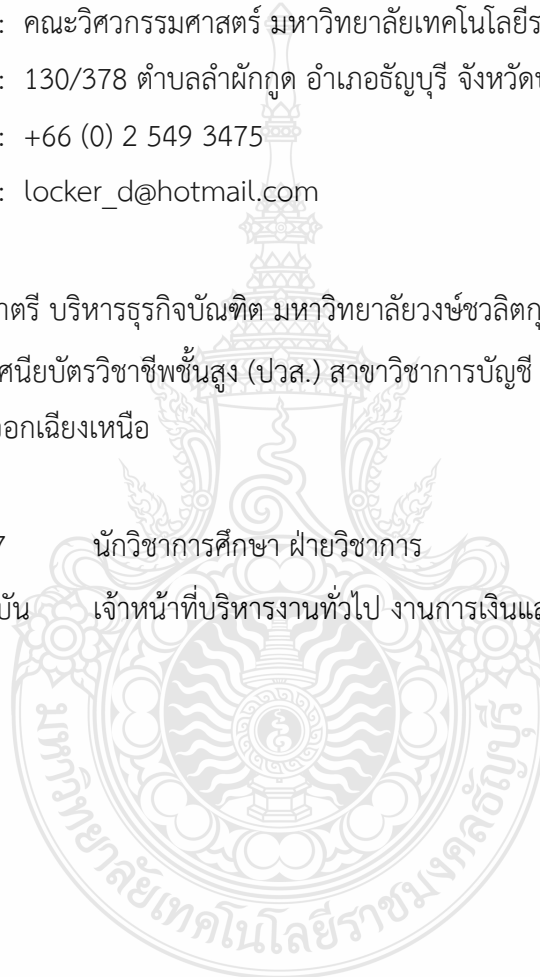 : คณะวิศวกรรมศาสตร์ มหาวิทยาลัยเทคโนโลยีร
: 130/378 ตำบลลำผักกูด อำเภอธัญบุรี จังหวัด
: +66 (0) 2 549 3475
: locker_d@hotmail.com
าตรี บริหารธุรกิจบัณฑิต มหาวิทยาลัยวงษ์ชวลิตกุ
ศนียบัตรวิชาชีพชั้นสูง (ปวส.) สาขาวิชาการบัญชี
ออกเฉียงเหนือ
7 นักวิชาการศึกษา ฝ่ายวิชาการ
บัน เจ้าหน้าที่บริหารงานทั่วไป งานการเงินแล
มหาวิทยาลัยเทคโนโลยีราชมงคลธัญบุรี